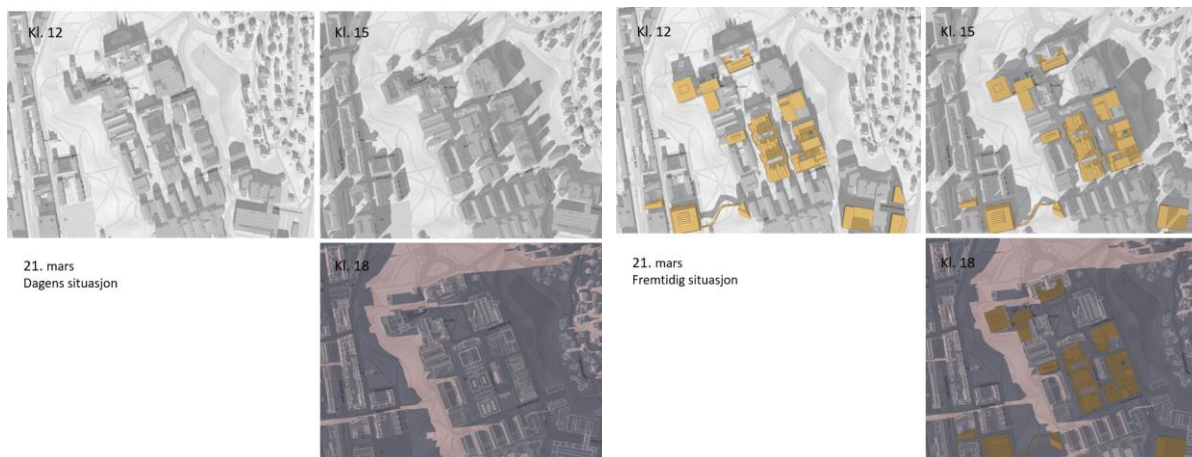 Kl. 12
Kl. 15
21. mars
Dagens situasjon
Kl. 18
Kl. 12
Kl. 15
21. mars
Fremtidig situasjon
Kl. 18